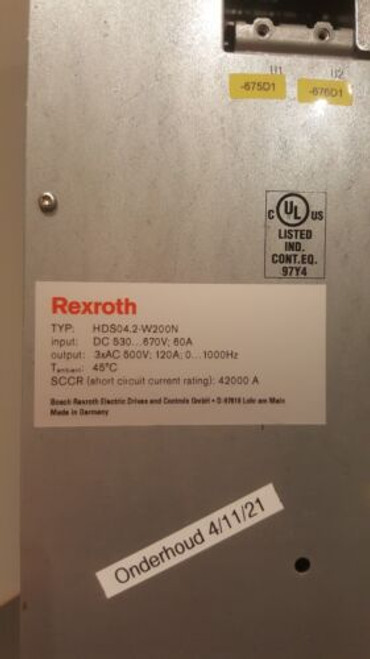 U1 U2
-675D1 -676D1
C UL US
LISTED
IND.
CONT.EQ.
97Y4
Rexroth
TYP: HDS04.2-W200N
input: DC 530...670V; 60A
output: 3xAC 500V; 120A; 0...1000Hz
Tambient: 45°C
SCCR (short circuit current rating): 42000 A
Bosch Rexroth Electric Drives and Controls GmbH • D-97816 Lohr am Main
Made in Germany
Onderhoud 4/11/21